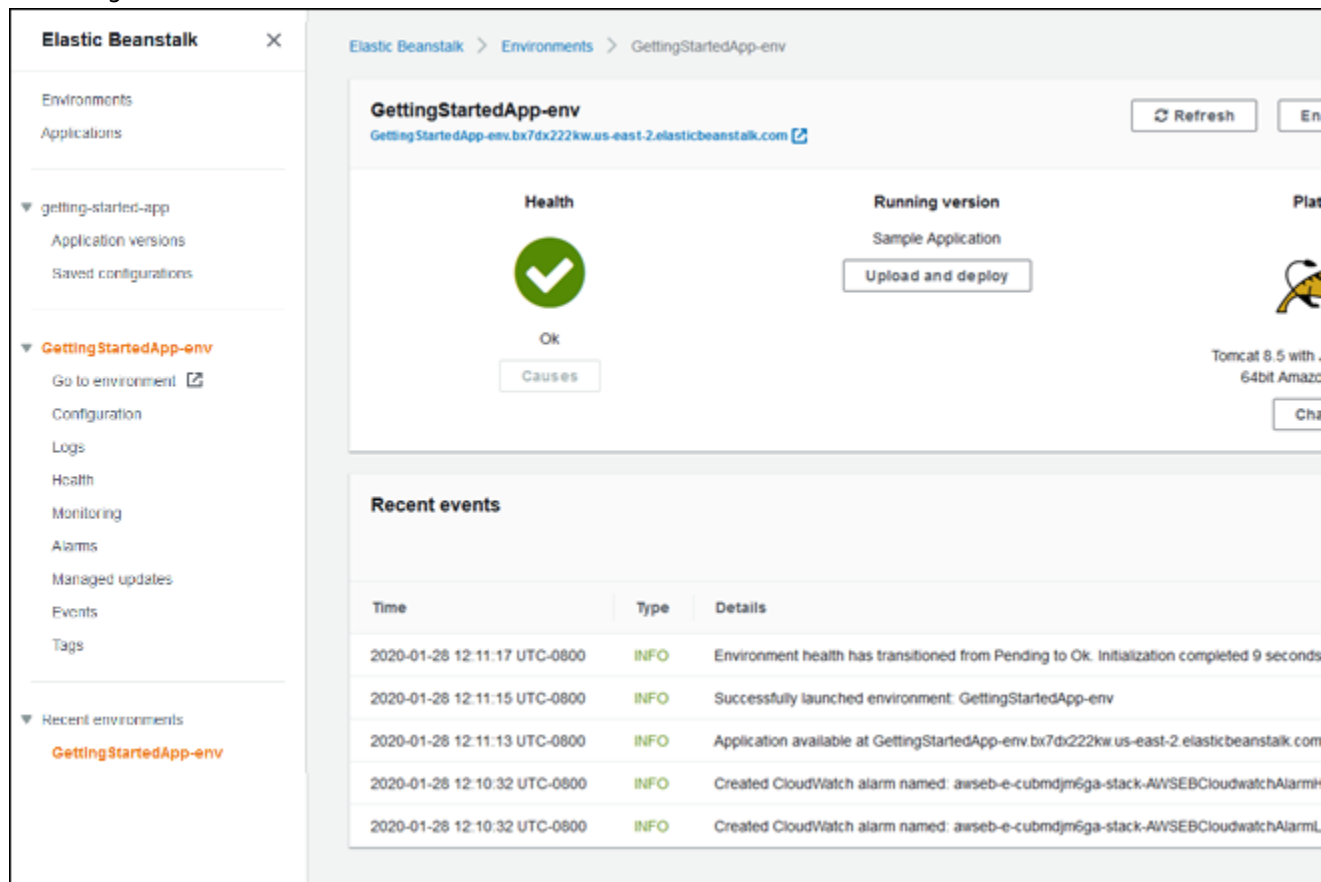 Elastic Beanstalk
Environments
Applications
getting-started-app
Application versions
Saved configurations
GettingStartedApp-env
Go to environment
Configuration
Logs
Health
Monitoring
Alarms
Managed updates
Events
Tags
Recent environments
GettingStartedApp-env
Elastic Beanstalk > Environments > GettingStartedApp-env
GettingStartedApp-env
GettingStartedApp-env.bx7dx222kw.us-east-2.elasticbeanstalk.com
Refresh
Health
Ok
Causes
Running version
Sample Application
Upload and deploy
Tomcat 8.5 with
64bit
Recent events
Time Type Details
2020-01-28 12:11:17 UTC-0800 INFO Environment health has transitioned from Pending to Ok. Initialization completed 9 seconds
2020-01-28 12:11:15 UTC-0800 INFO Successfully launched environment: GettingStartedApp-env
2020-01-28 12:11:13 UTC-0800 INFO Application available at GettingStartedApp-env.bx7dx222kw.us-east-2.elasticbeanstalk.com
2020-01-28 12:10:32 UTC-0800 INFO Created CloudWatch alarm named: awseb-e-cubmdjm6ga-stack-AWSEBCloudwatchAlarmH
2020-01-28 12:10:32 UTC-0800 INFO Created CloudWatch alarm named: awseb-e-cubmdjm6ga-stack-AWSEBCloudwatchAlarmL